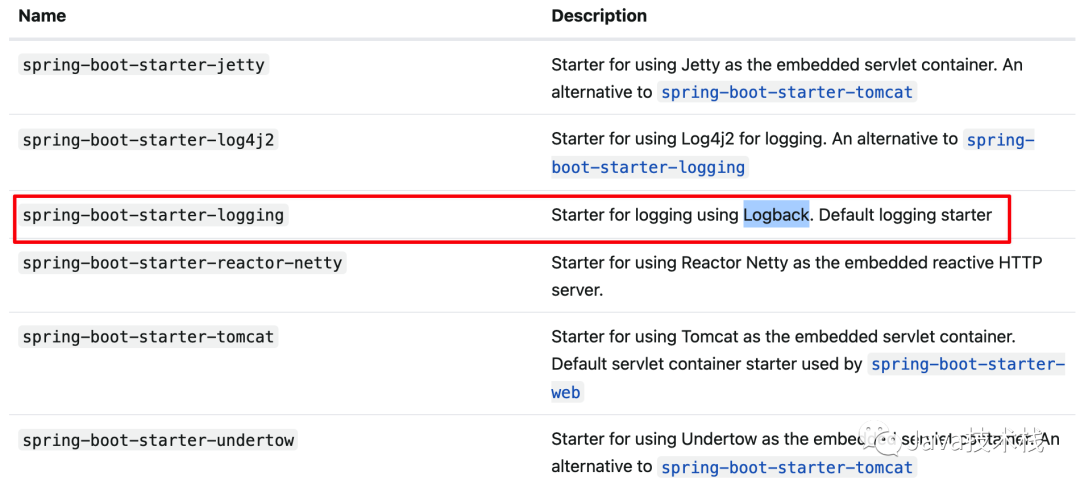 Name Description
spring-boot-starter-jetty Starter for using Jetty as the embedded servlet container. An
alternative to spring-boot-starter-tomcat
spring-boot-starter-log4j2 Starter for using Log4j2 for logging. An alternative to spring-
boot-starter-logging
spring-boot-starter-logging Starter for logging using Logback. Default logging starter
spring-boot-starter-reactor-netty Starter for using Reactor Netty as the embedded reactive HTTP
server.
spring-boot-starter-tomcat Starter for using Tomcat as the embedded servlet container.
Default servlet container starter used by spring-boot-starter-
web
spring-boot-starter-undertow Starter for using Undertow as the embedded servlet container. An
alternative to spring-boot-starter-tomcat
Java技术栈